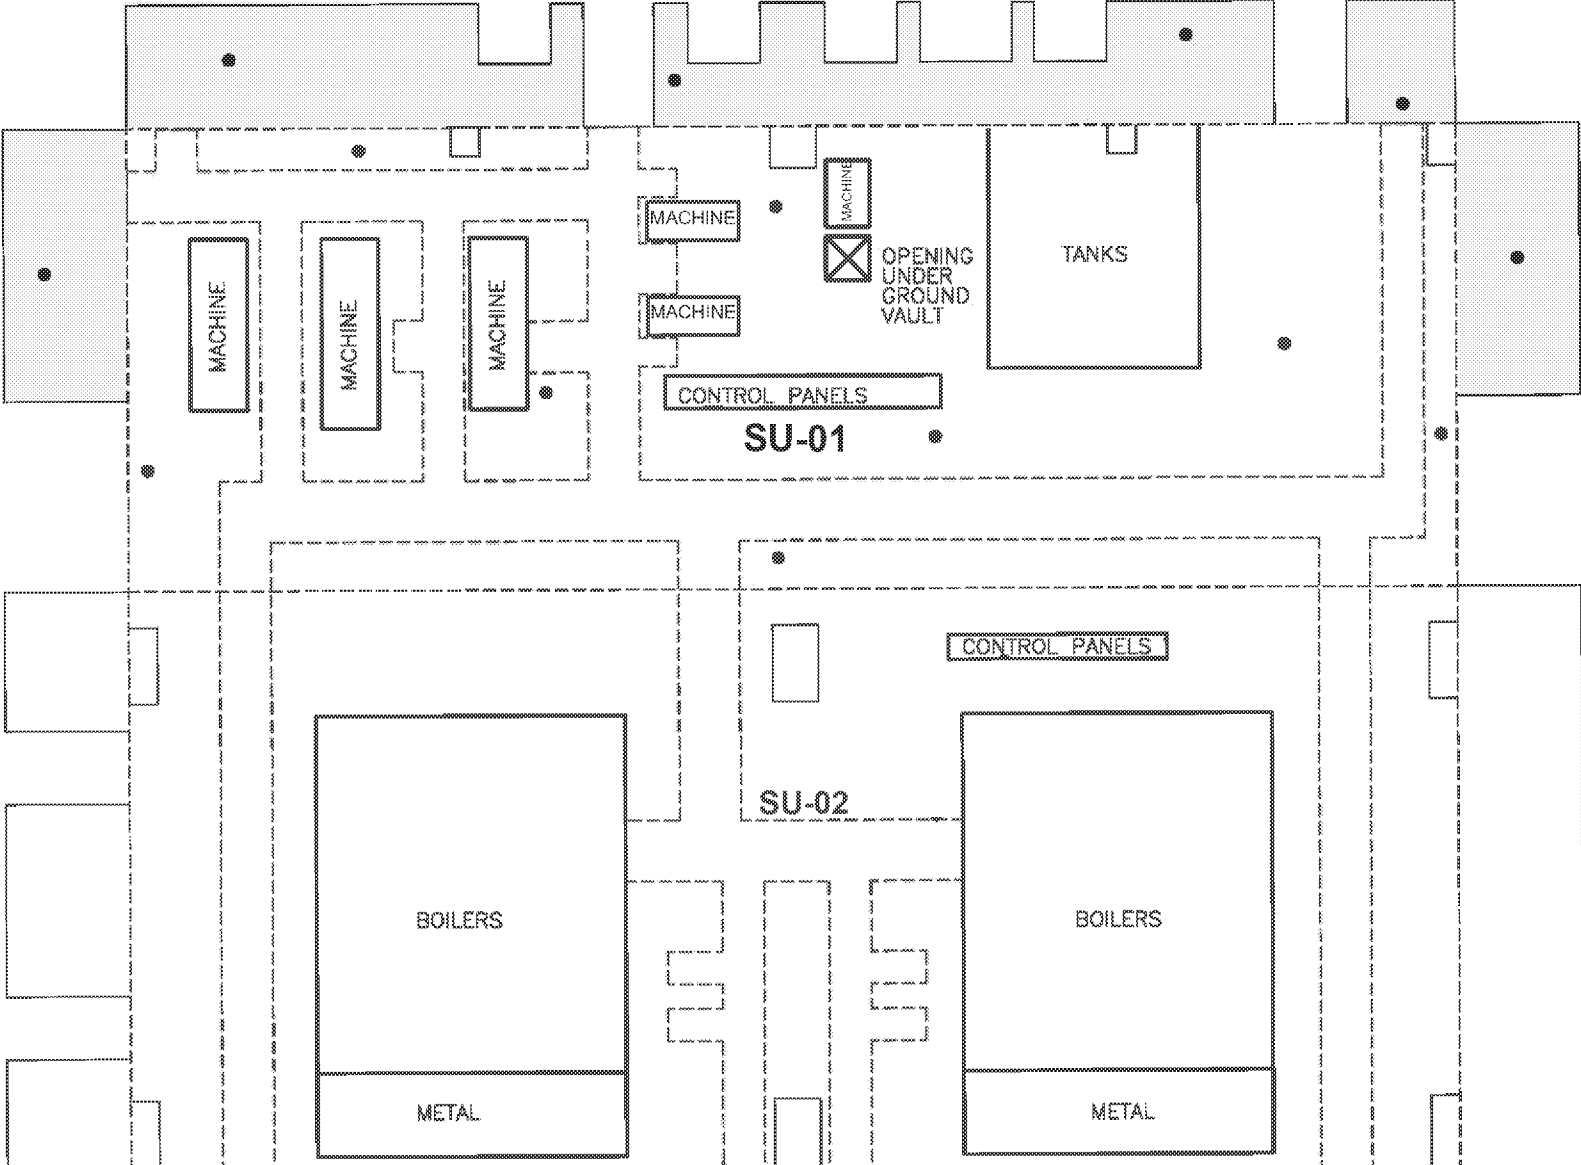 MACHINE
MACHINE
OPENING
UNDER
GROUND
VAULT
TANKS
MACHINE
MACHINE
MACHINE
MACHINE
CONTROL PANELS
SU-01
CONTROL PANELS
SU-02
BOILERS
BOILERS
METAL
METAL